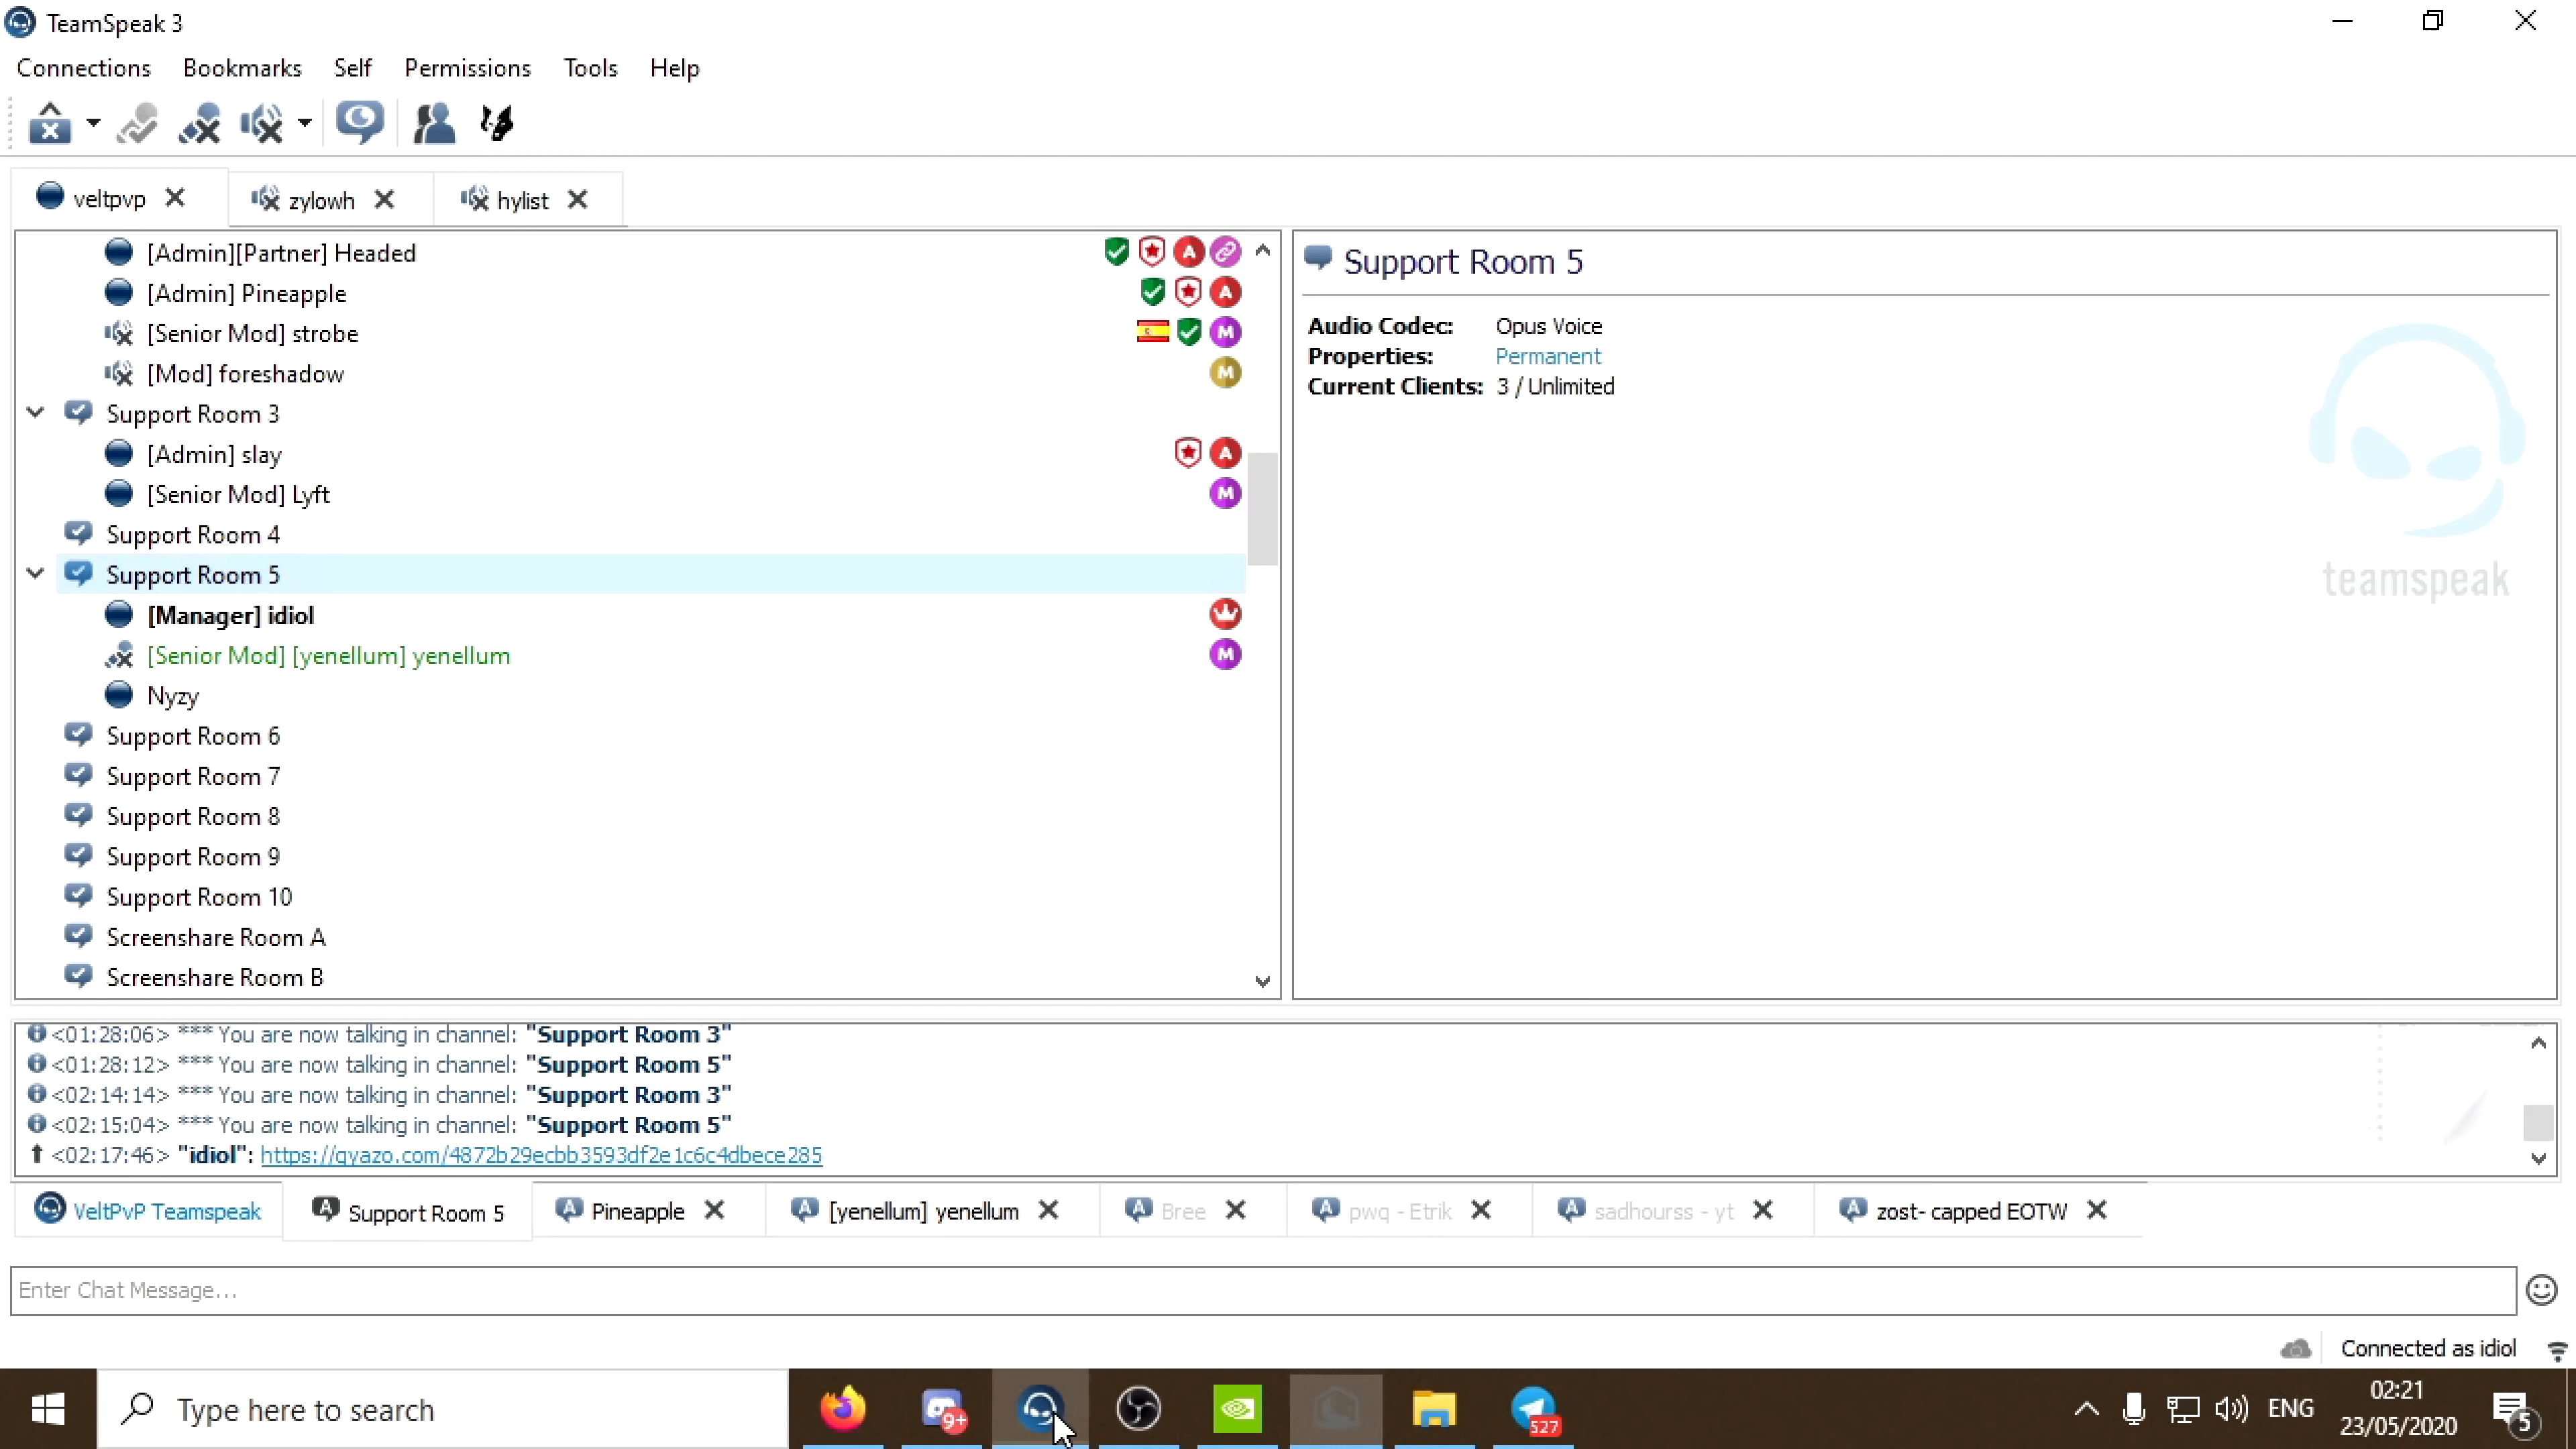 TeamSpeak 3
Connections Bookmarks Self Permissions Tools Help
veltpvp zylowh hylist
[Admin][Partner] Headed
[Admin] Pineapple
[Senior Mod] strobe
[Mod] foreshadow
Support Room 3
[Admin] slay
[Senior Mod] Lyft
Support Room 4
Support Room 5
[Manager] idiol
[Senior Mod] [yenellum] yenellum
Nyzy
Support Room 6
Support Room 7
Support Room 8
Support Room 9
Support Room 10
Screenshare Room A
Screenshare Room B
Support Room 5
Audio Codec: Opus Voice
Properties: Permanent
Current Clients: 3 / Unlimited
teamspeak
<01:28:06> *** You are now talking in channel: "Support Room 3"
<01:28:12> *** You are now talking in channel: "Support Room 5"
<02:14:14> *** You are now talking in channel: "Support Room 3"
<02:15:04> *** You are now talking in channel: "Support Room 5"
<02:17:46> "idiol": https://gyazo.com/4872b29ecbb3593df2e1c6c4dbece285
VeltPvP Teamspeak Support Room 5 Pineapple [yenellum] yenellum Bree pwq - Etrik sadhourss - yt zost- capped EOTW
Enter Chat Message...
Connected as idiol
Type here to search
9+
527
ENG
02:21
23/05/2020
5